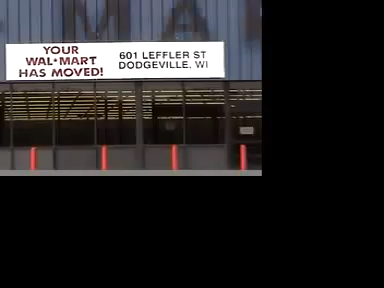 YOUR
WAL★MART
HAS MOVED!
601 LEFFLER ST
DODGEVILLE, WI